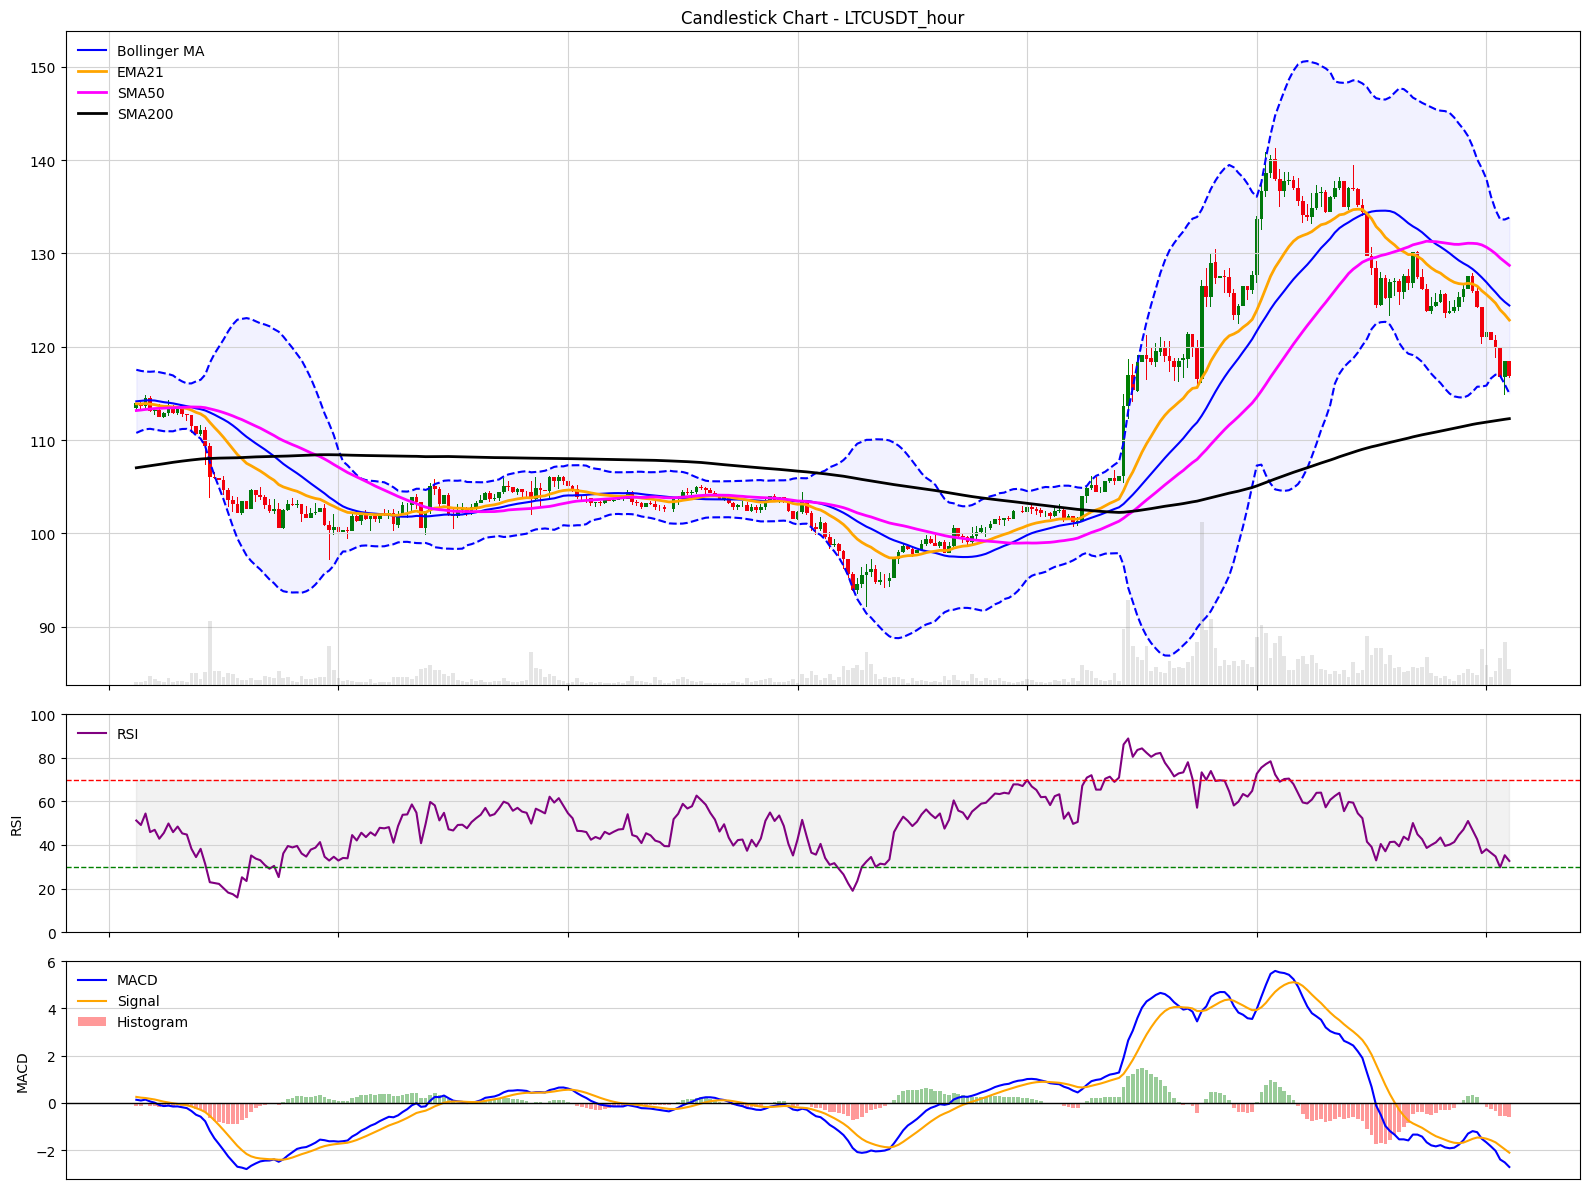 Candlestick Chart - LTCUSDT_hour
Bollinger MA
EMA21
SMA50
SMA200
150
140
130
120
110
100
90
RSI
100
80
60
40
20
0
RSI
MACD
Signal
Histogram
6
4
2
0
−2
MACD